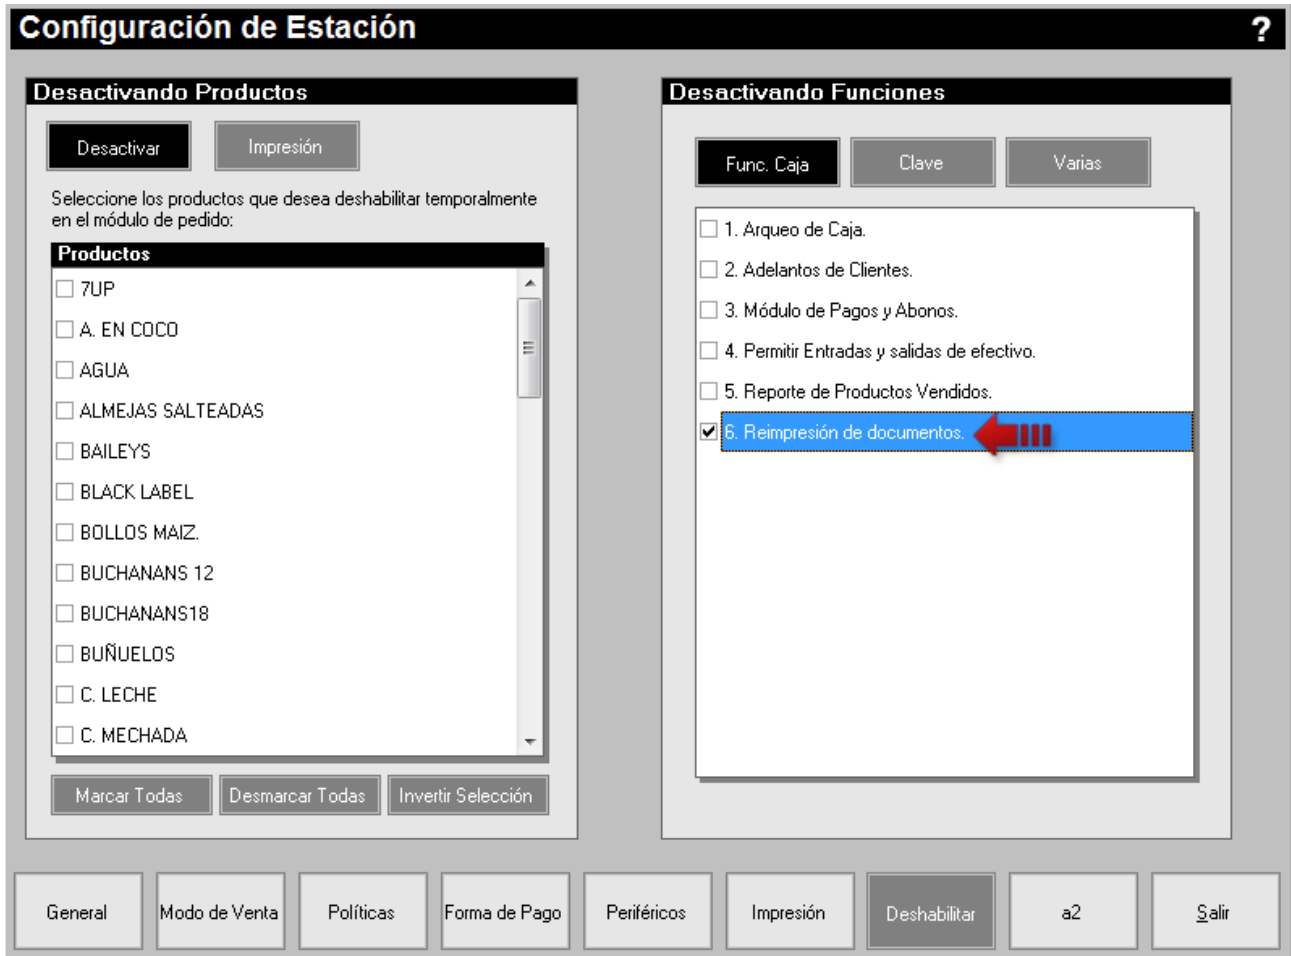 Configuración de Estación
?
Desactivando Productos
Desactivar
Impresión
Seleccione los productos que desea deshabilitar temporalmente
en el módulo de pedido:
Productos
7UP
A. EN COCO
AGUA
ALMEJAS SALTEADAS
BAILEYS
BLACK LABEL
BOLLOS MAIZ.
BUCHANANS 12
BUCHANANS18
BUÑUELOS
C. LECHE
C. MECHADA
Marcar Todas
Desmarcar Todas
Invertir Selección
Desactivando Funciones
Func. Caja
Clave
Varias
1. Arqueo de Caja.
2. Adelantos de Clientes.
3. Módulo de Pagos y Abonos.
4. Permitir Entradas y salidas de efectivo.
5. Reporte de Productos Vendidos.
6. Reimpresión de documentos.
General
Modo de Venta
Políticas
Forma de Pago
Periféricos
Impresión
Deshabilitar
a2
Salir